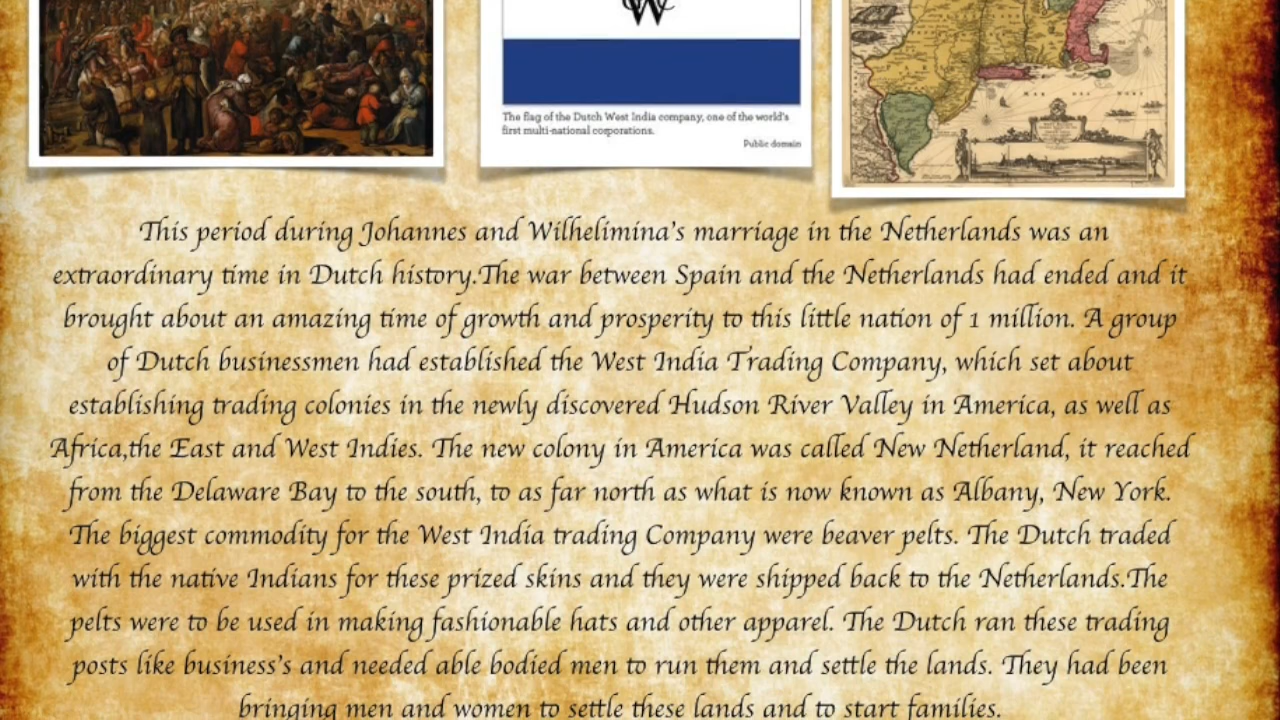 W
The flag of the Dutch West India company, one of the world's
first multi-national corporations.
Public domain
This period during Johannes and Wilhelimina's marriage in the Netherlands was an
extraordinary time in Dutch history.The war between Spain and the Netherlands had ended and it
brought about an amazing time of growth and prosperity to this little nation of 1 million. A group
of Dutch businessmen had established the West India Trading Company, which set about
establishing trading colonies in the newly discovered Hudson River Valley in America, as well as
Africa,the East and West Indies. The new colony in America was called New Netherland, it reached
from the Delaware Bay to the south, to as far north as what is now known as Albany, New York.
The biggest commodity for the West India trading Company were beaver pelts. The Dutch traded
with the native Indians for these prized skins and they were shipped back to the Netherlands.The
pelts were to be used in making fashionable hats and other apparel. The Dutch ran these trading
posts like business's and needed able bodied men to run them and settle the lands. They had been
bringing men and women to settle these lands and to start families.